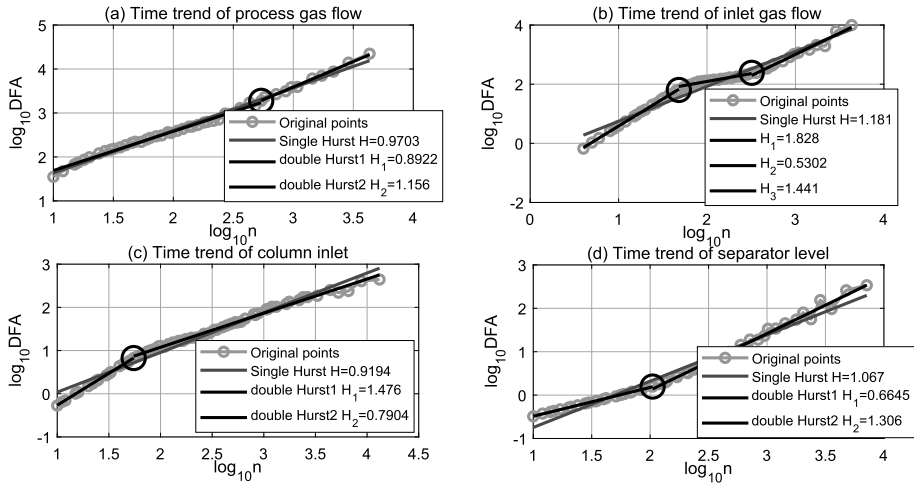 (a) Time trend of process gas flow
5
4
3
2
1
log10DFA
1
1.5
2
2.5
3
3.5
4
log10n
Original points
Single Hurst H=0.9703
double Hurst1 H1=0.8922
double Hurst2 H2=1.156
(b) Time trend of inlet gas flow
4
2
0
-2
log10DFA
0
1
2
3
4
log10n
Original points
Single Hurst H=1.181
H1=1.828
H2=0.5302
H3=1.441
(c) Time trend of column inlet
3
2
1
0
-1
log10DFA
1
1.5
2
2.5
3
3.5
4
4.5
log10n
Original points
Single Hurst H=0.9194
double Hurst1 H1=1.476
double Hurst2 H2=0.7904
(d) Time trend of separator level
3
2
1
0
-1
log10DFA
1
1.5
2
2.5
3
3.5
4
log10n
Original points
Single Hurst H=1.067
double Hurst1 H1=0.6645
double Hurst2 H2=1.306